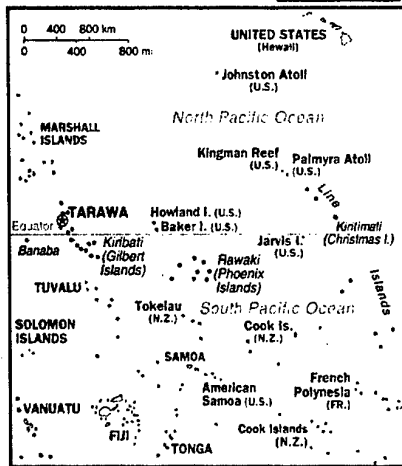 0 400 800 km
0 400 800 mi
UNITED STATES
(Hawaii)
Johnston Atoll
(U.S.)
North Pacific Ocean
MARSHALL
ISLANDS
Kingman Reef
(U.S.)
Palmyra Atoll
(U.S.)
Line
TARAWA
Howland I. (U.S.)
Baker I. (U.S.)
Kiritimati
(Christmas I.)
Equator
Banaba
Kiribati
(Gilbert
Islands)
Jarvis I.
(U.S.)
Rawaki
(Phoenix
Islands)
Islands
TUVALU
Tokelau
(N.Z.)
South Pacific Ocean
SOLOMON
ISLANDS
Cook Is.
(N.Z.)
SAMOA
American
Samoa (U.S.)
French
Polynesia
(FR.)
VANUATU
FIJI
TONGA
Cook Islands
(N.Z.)